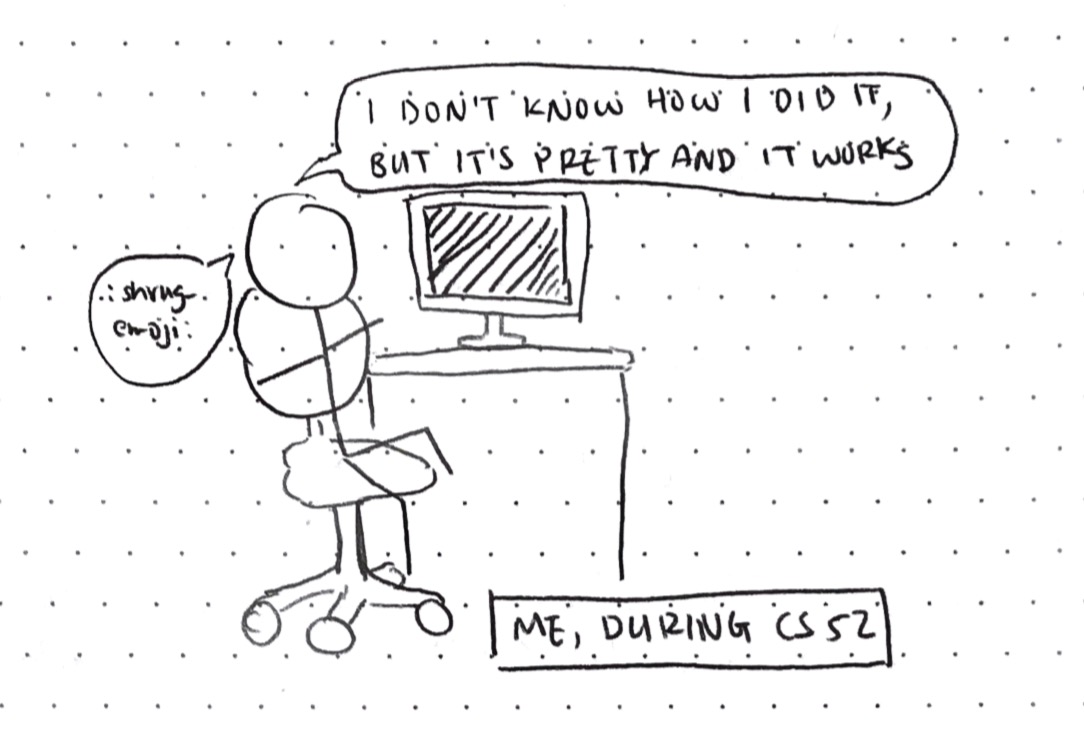 I DON'T KNOW HOW I DID IT,
BUT IT'S PRETTY AND IT WORKS
:shrug
emoji:
ME, DURING CS52